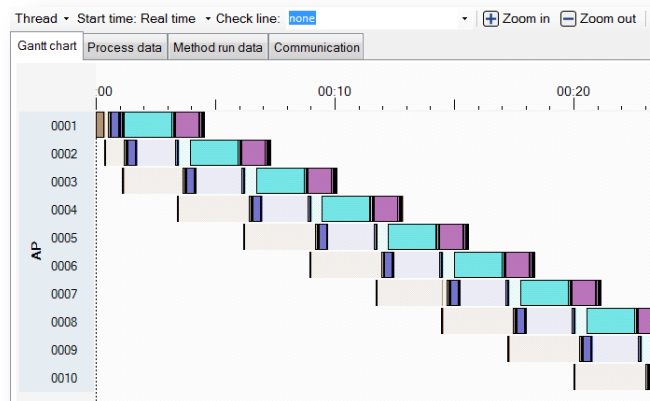 Thread Start time: Real time Check line: none Zoom in Zoom out
Gantt chart Process data Method run data Communication
:00 00:10 00:20
AP
0001
0002
0003
0004
0005
0006
0007
0008
0009
0010